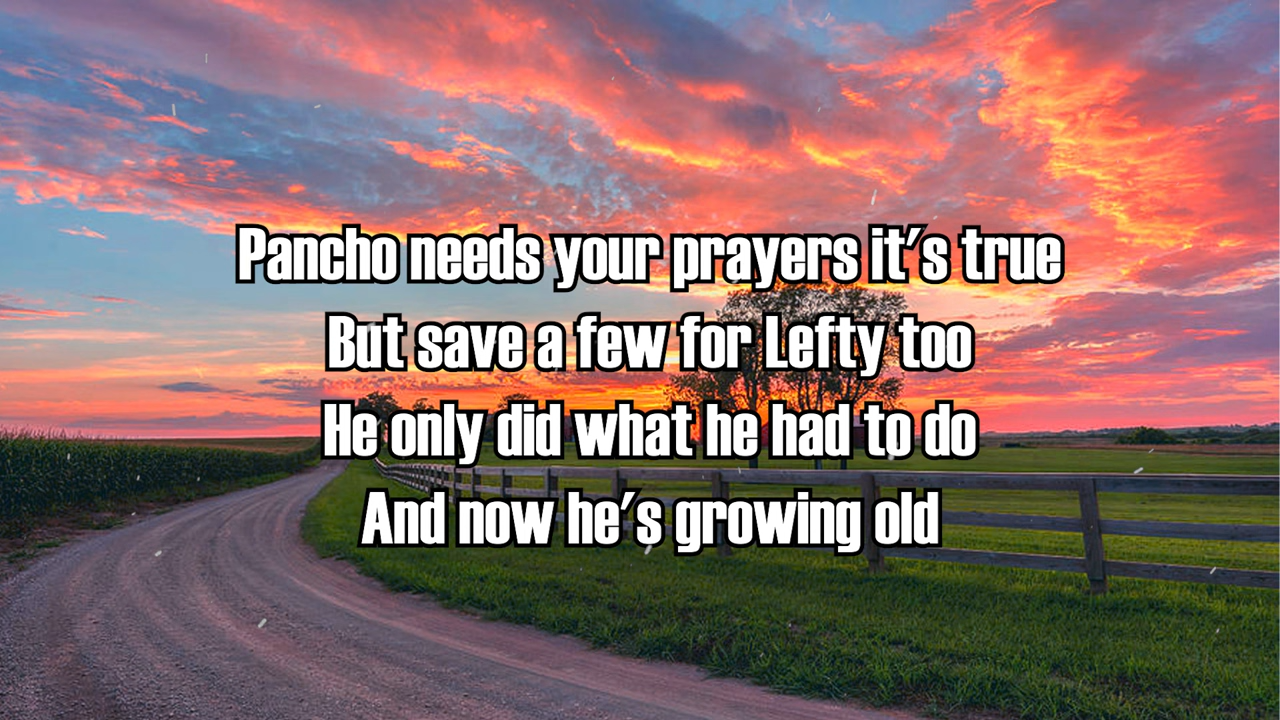 Pancho needs your prayers it's true
But save a few for Lefty too
He only did what he had to do
And now he's growing old